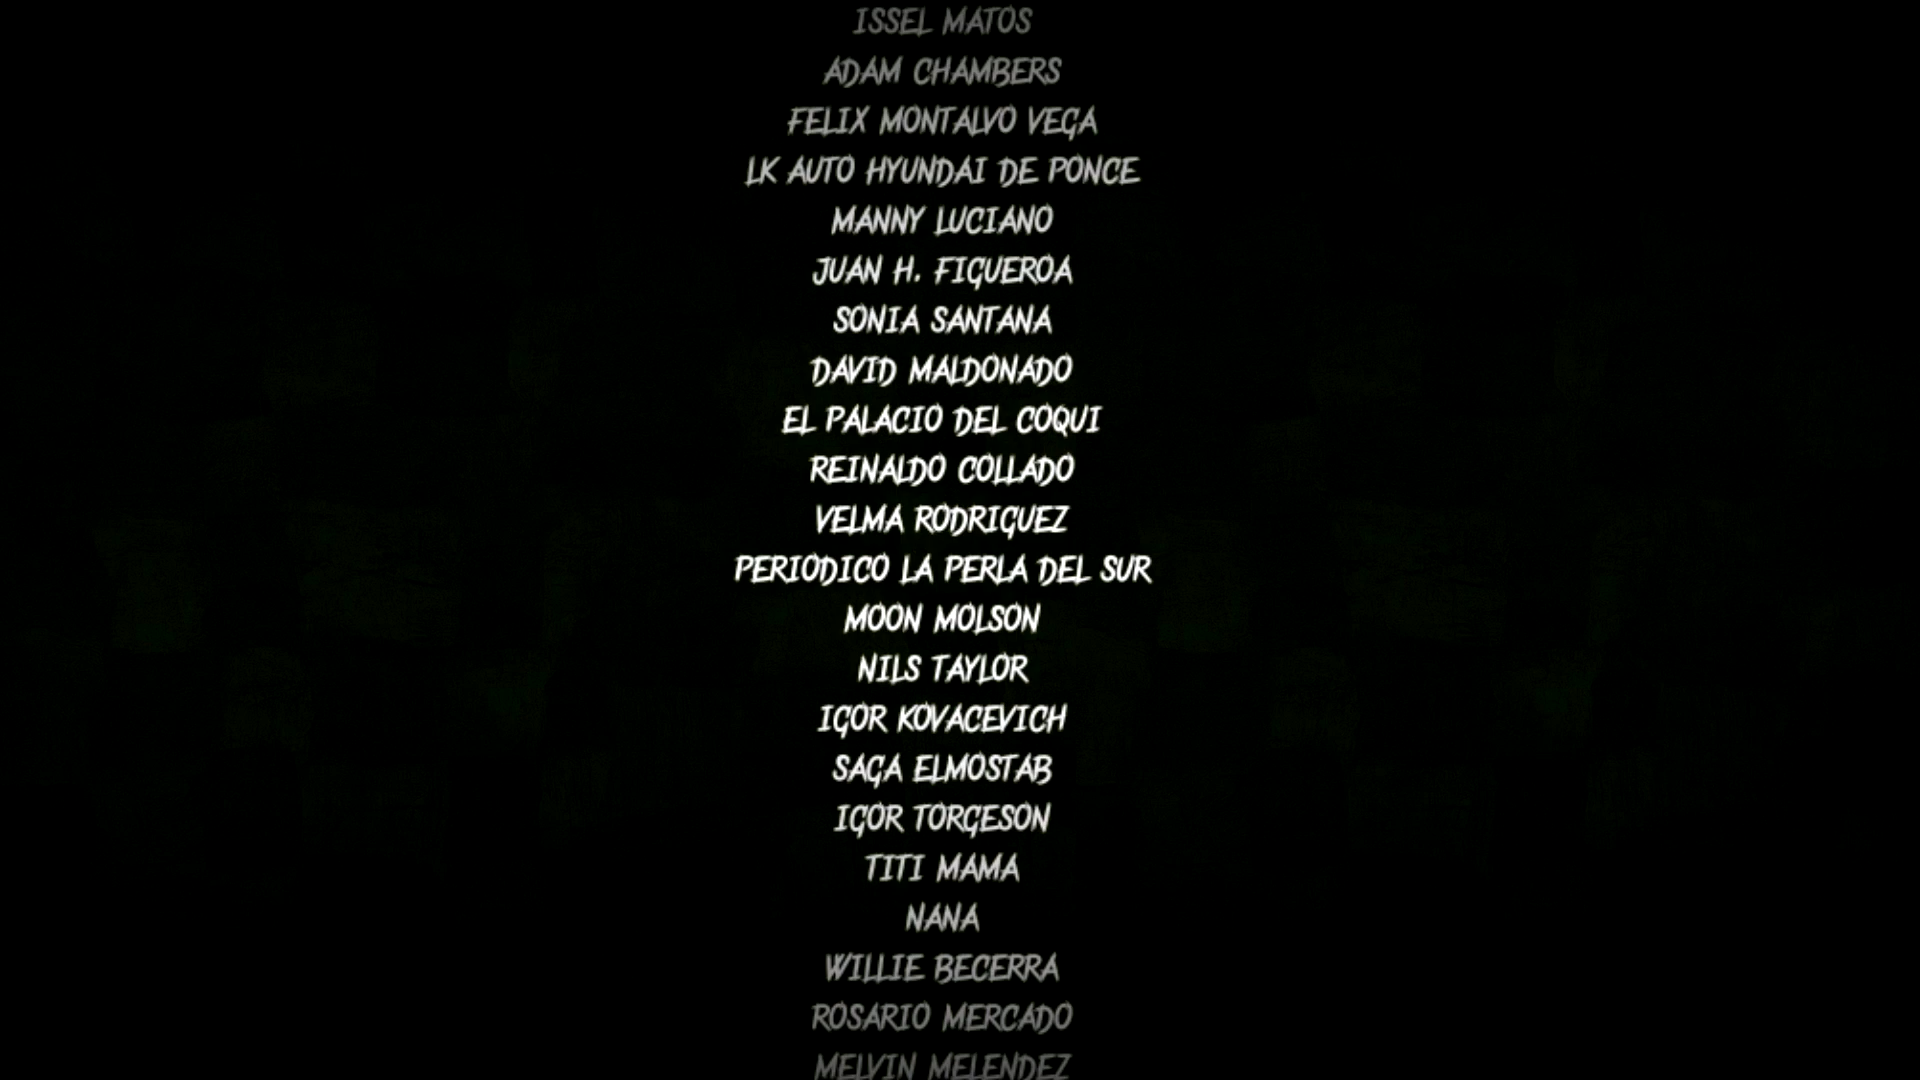 ISSEL MATOS
ADAM CHAMBERS
FELIX MONTALVO VEGA
LK AUTO HYUNDAI DE PONCE
MANNY LUCIANO
JUAN H. FIGUEROA
SONIA SANTANA
DAVID MALDONADO
EL PALACIO DEL COQUI
REINALDO COLLADO
VELMA RODRIGUEZ
PERIODICO LA PERLA DEL SUR
MOON MOLSON
NILS TAYLOR
IGOR KOVACEVICH
SAGA ELMOSTAB
IGOR TORGESON
TITI MAMA
NANA
WILLIE BECERRA
ROSARIO MERCADO
MELVIN MELENDEZ